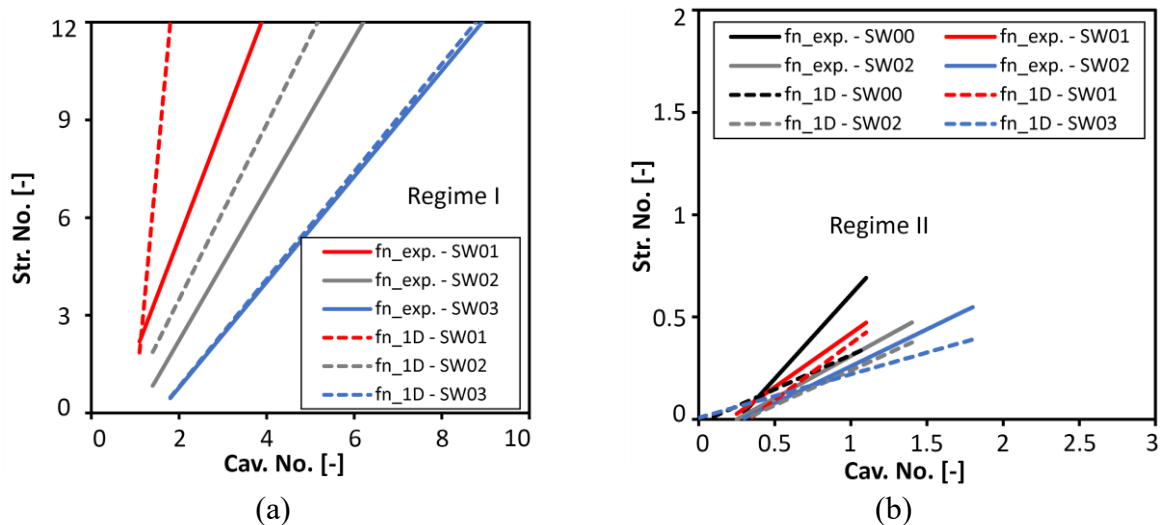 12
9
6
3
0
Str. No. [-]
Regime I
fn_exp. - SW01
fn_exp. - SW02
fn_exp. - SW03
fn_1D - SW01
fn_1D - SW02
fn_1D - SW03
0 2 4 6 8 10
Cav. No. [-]
(a)
2
1.5
1
0.5
0
Str. No. [-]
fn_exp. - SW00 fn_exp. - SW01
fn_exp. - SW02 fn_exp. - SW02
fn_1D - SW00 fn_1D - SW01
fn_1D - SW02 fn_1D - SW03
Regime II
0 0.5 1 1.5 2 2.5 3
Cav. No. [-]
(b)